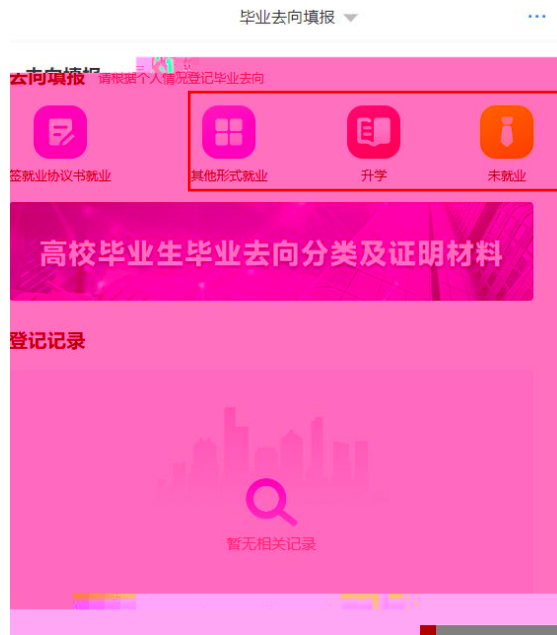 毕业去向填报
去向填报 请根据个人情况登记毕业去向
签就业协议书就业 其他形式就业 升学 未就业
高校毕业生毕业去向分类及证明材料
登记记录
暂无相关记录